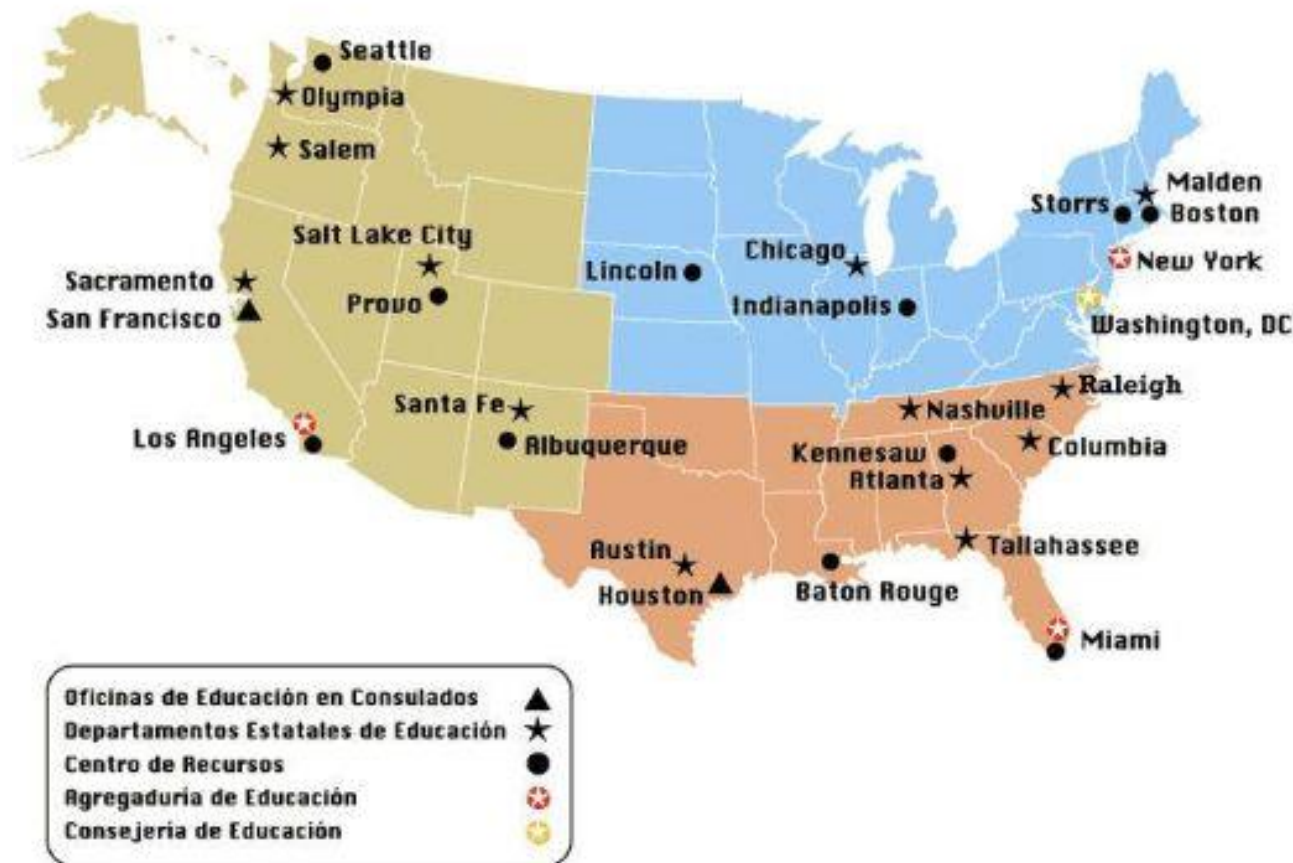 Seattle
Olympia
Salem
Malden
Storrs
Boston
Salt Lake City
Chicago
New York
Lincoln
Sacramento
Provo
Indianapolis
San Francisco
Washington, DC
Raleigh
Santa Fe
Nashville
Los Angeles
Albuquerque
Kennesaw
Columbia
Atlanta
Austin
Tallahassee
Houston
Baton Rouge
Miami
Oficinas de Educación en Consulados
Departamentos Estatales de Educación
Centro de Recursos
Agregaduría de Educación
Consejería de Educación